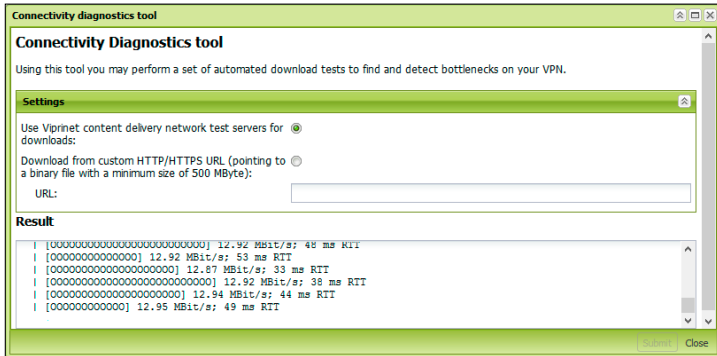 Connectivity diagnostics tool
Connectivity Diagnostics tool
Using this tool you may perform a set of automated download tests to find and detect bottlenecks on your VPN.
Settings
Use Viprinet content delivery network test servers for
downloads:
Download from custom HTTP/HTTPS URL (pointing to
a binary file with a minimum size of 500 MByte):
URL:
Result
| [OOOOOOOOOOOOOOOOOOOOOOOO] 12.92 MBit/s; 48 ms RTT
| [OOOOOOOOOOOOO] 12.92 MBit/s; 53 ms RTT
| [OOOOOOOOOOOOOOOOOOO] 12.87 MBit/s; 33 ms RTT
| [OOOOOOOOOOOOOOOOOOOOOOOOO] 12.92 MBit/s; 38 ms RTT
| [OOOOOOOOOOOOOOOOOOOO] 12.94 MBit/s; 44 ms RTT
| [OOOOOOOOOOOO] 12.95 MBit/s; 49 ms RTT
Submit Close